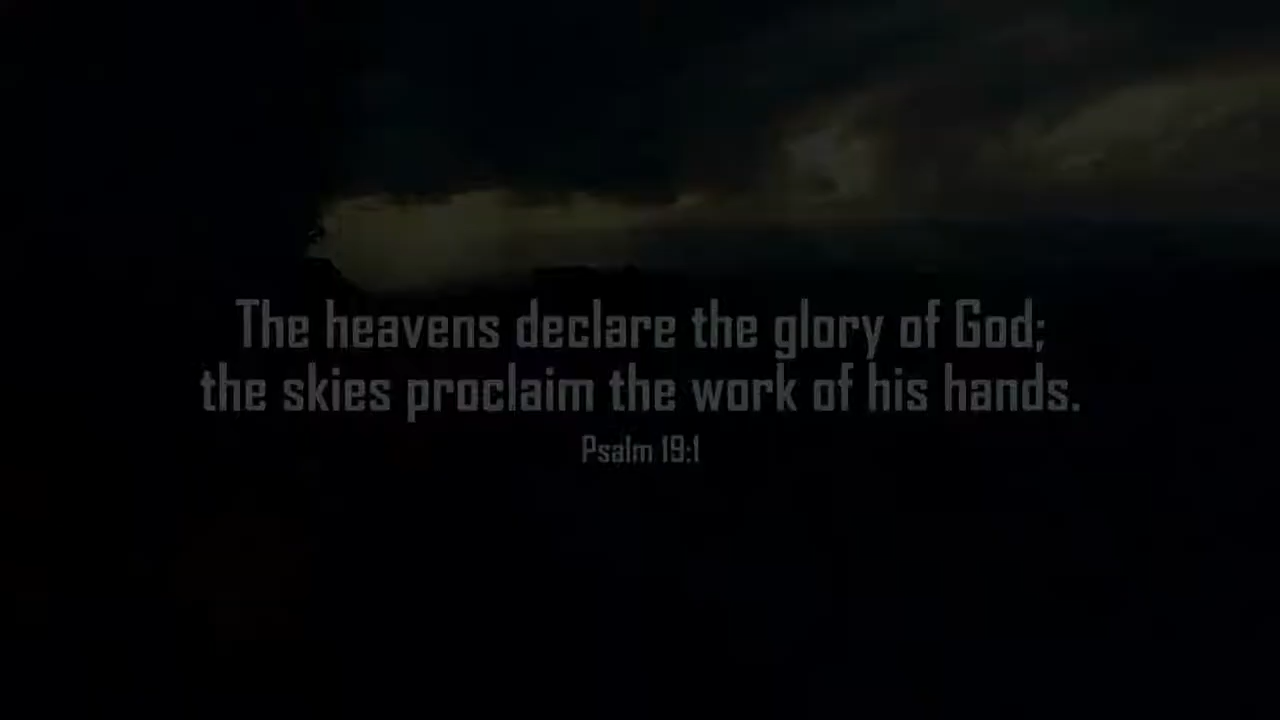 The heavens declare the glory of God;
the skies proclaim the work of his hands.
Psalm 19:1